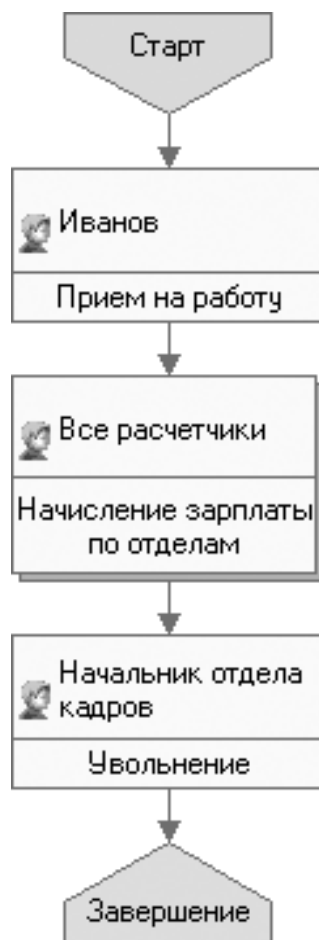 Старт
Иванов
Прием на работу
Все расчетчики
Начисление зарплаты
по отделам
Начальник отдела
кадров
Увольнение
Завершение